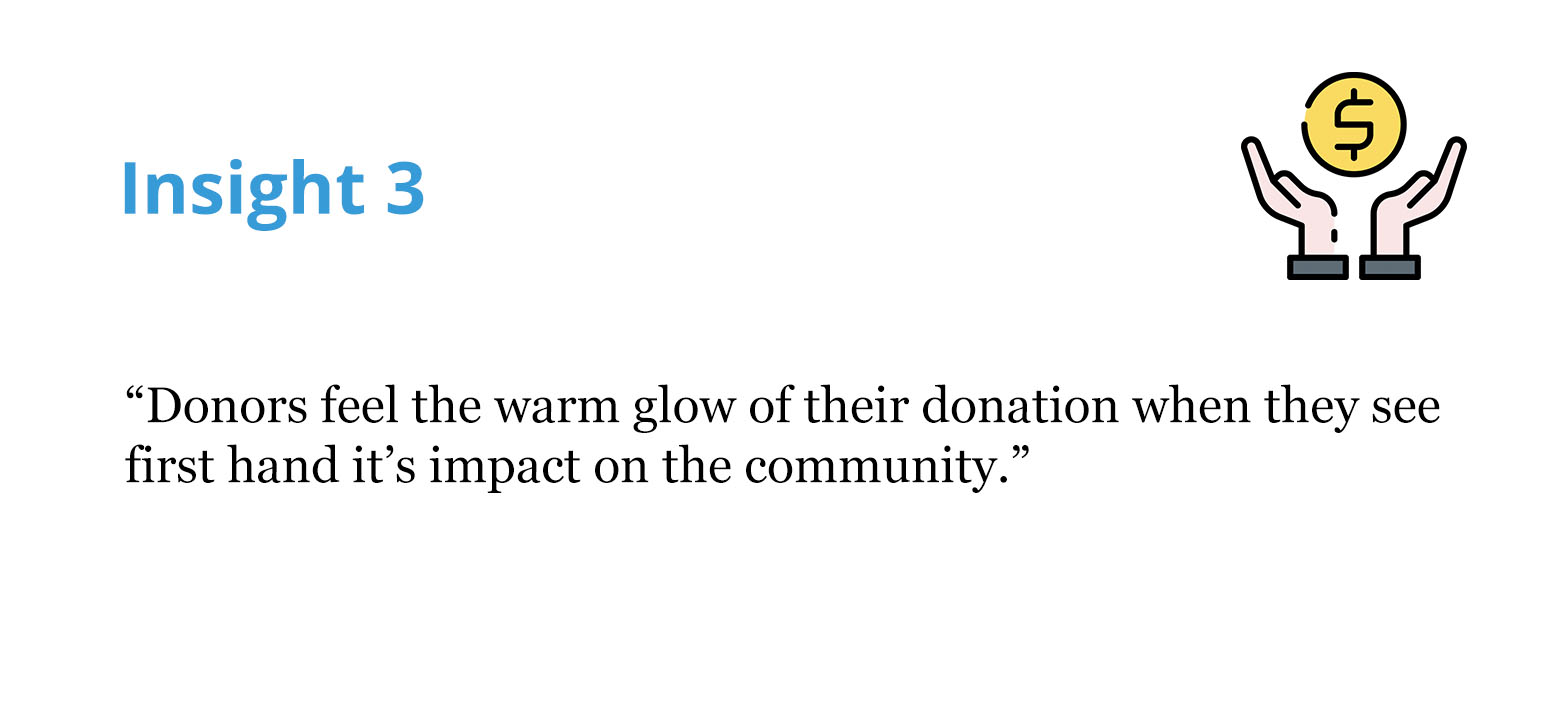 Insight 3
“Donors feel the warm glow of their donation when they see
first hand it’s impact on the community.”